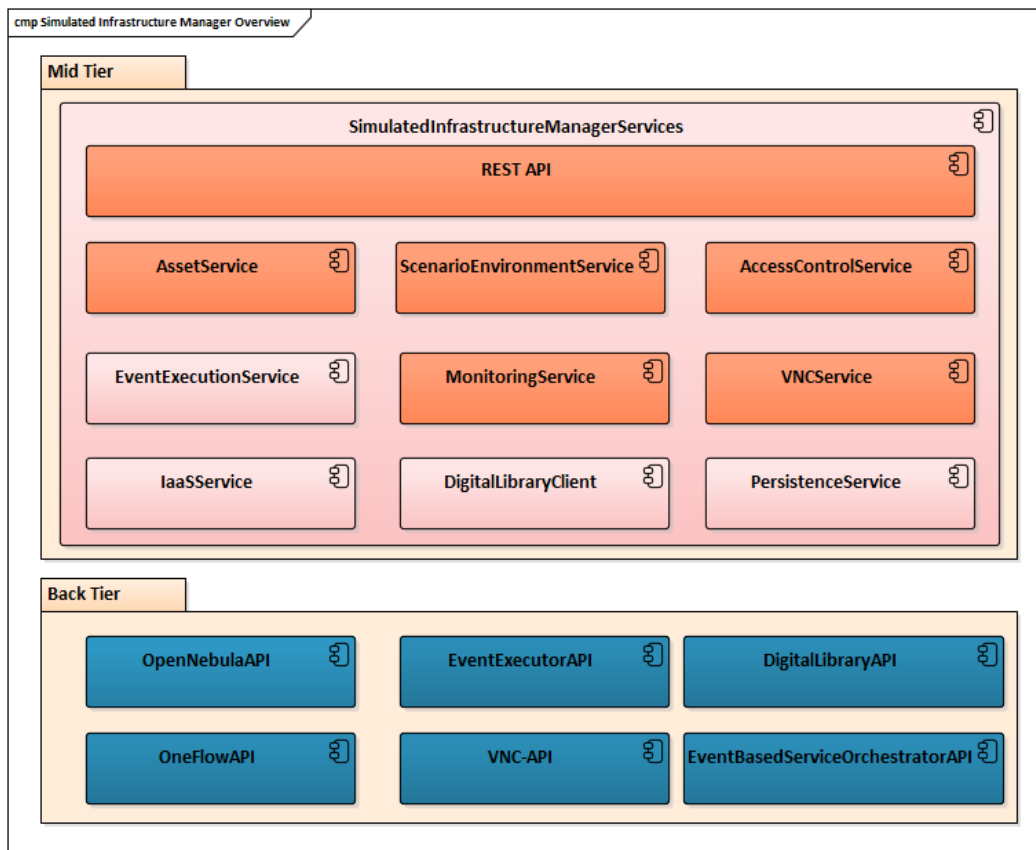 cmp Simulated Infrastructure Manager Overview
Mid Tier
SimulatedInfrastructureManagerServices
REST API
AssetService
ScenarioEnvironmentService
AccessControlService
EventExecutionService
MonitoringService
VNCService
IaaSService
DigitalLibraryClient
PersistenceService
Back Tier
OpenNebulaAPI
EventExecutorAPI
DigitalLibraryAPI
OneFlowAPI
VNC-API
EventBasedServiceOrchestratorAPI